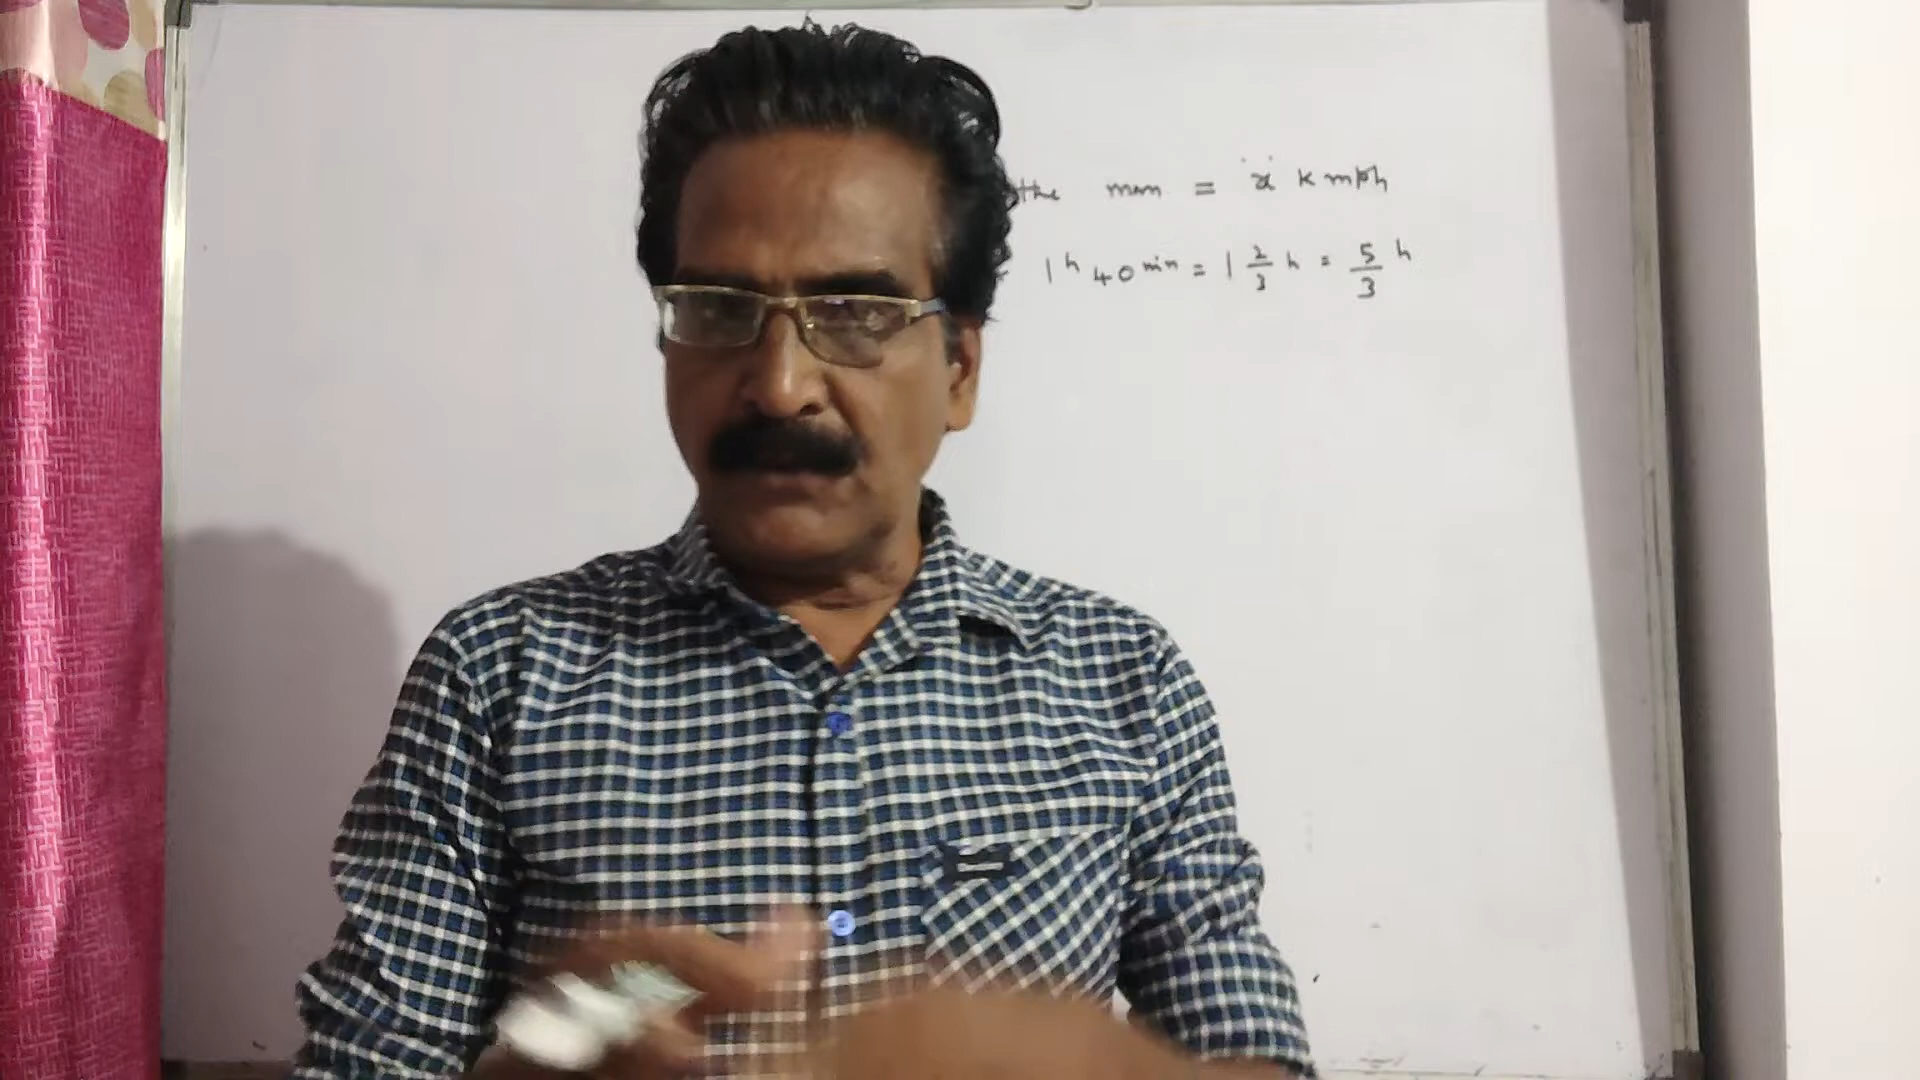 the man = 'x' kmph
1h 40min = 1 2/3 h = 5/3 h